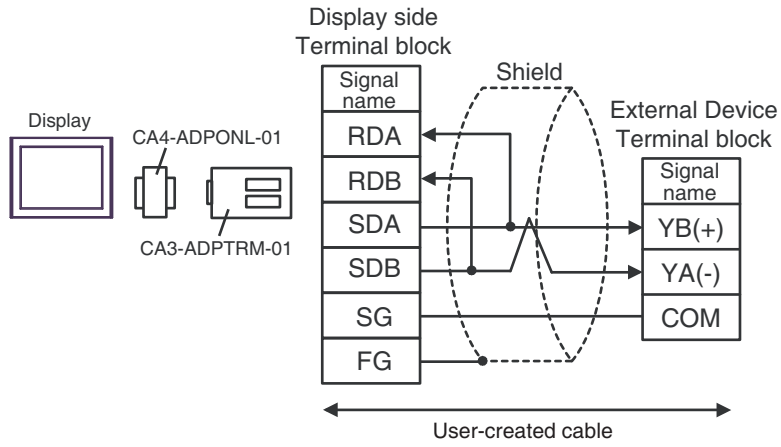 Display side
Terminal block
Signal
name
RDA
RDB
SDA
SDB
SG
FG
Shield
External Device
Terminal block
Signal
name
YB(+)
YA(-)
COM
Display
CA4-ADPONL-01
CA3-ADPTRM-01
User-created cable